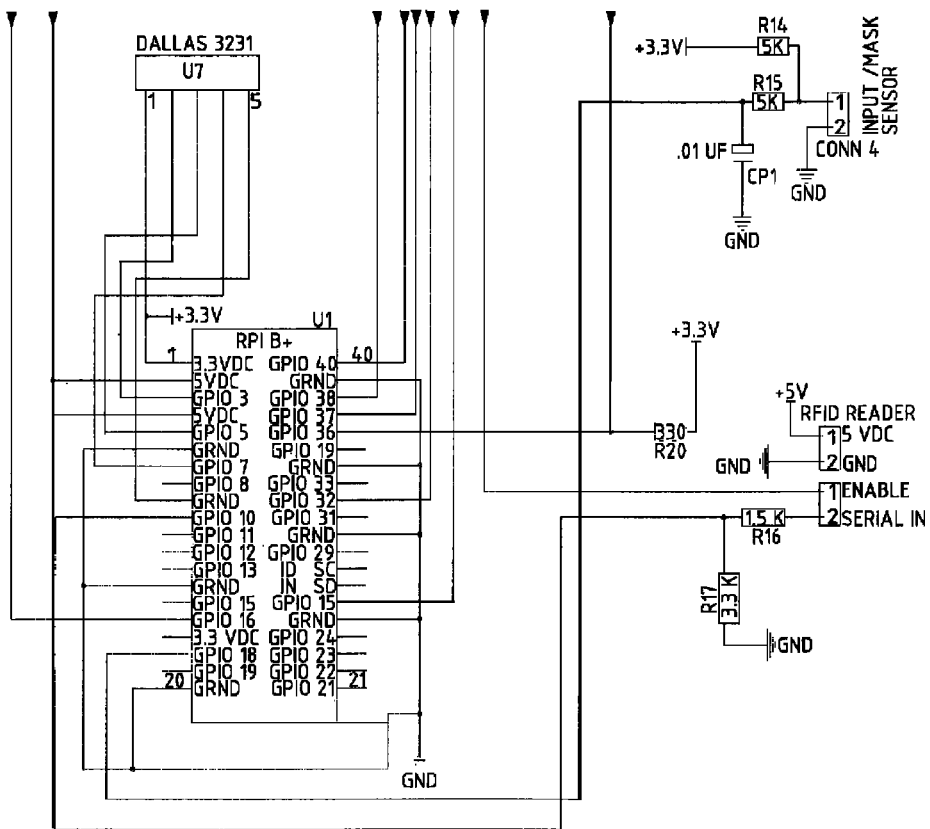 DALLAS 3231
U7
1
5
+3.3V
U1
RPI B+
1
40
3.3VDC GPIO 40
5VDC GRND
GPIO 3 GPIO 38
5VDC GPIO 37
GPIO 5 GPIO 36
GRND GPIO 19
GPIO 7 GRND
GPIO 8 GPIO 33
GRND GPIO 32
GPIO 10 GPIO 31
GPIO 11 GRND
GPIO 12 GPIO 29
GPIO 13 ID SC
GRND IN SD
GPIO 15 GPIO 15
GPIO 16 GRND
3.3 VDC GPIO 24
GPIO 18 GPIO 23
GPIO 19 GPIO 22
20 GRND GPIO 21 21
GND
R14
+3.3V
5K
R15
5K
1
2
CONN 4
INPUT /MASK
SENSOR
.01 UF
CP1
GND
GND
+3.3V
330
R20
+5V
RFID READER
1 5 VDC
GND 2 GND
1 ENABLE
1.5 K 2 SERIAL IN
R16
R17
3.3 K
GND